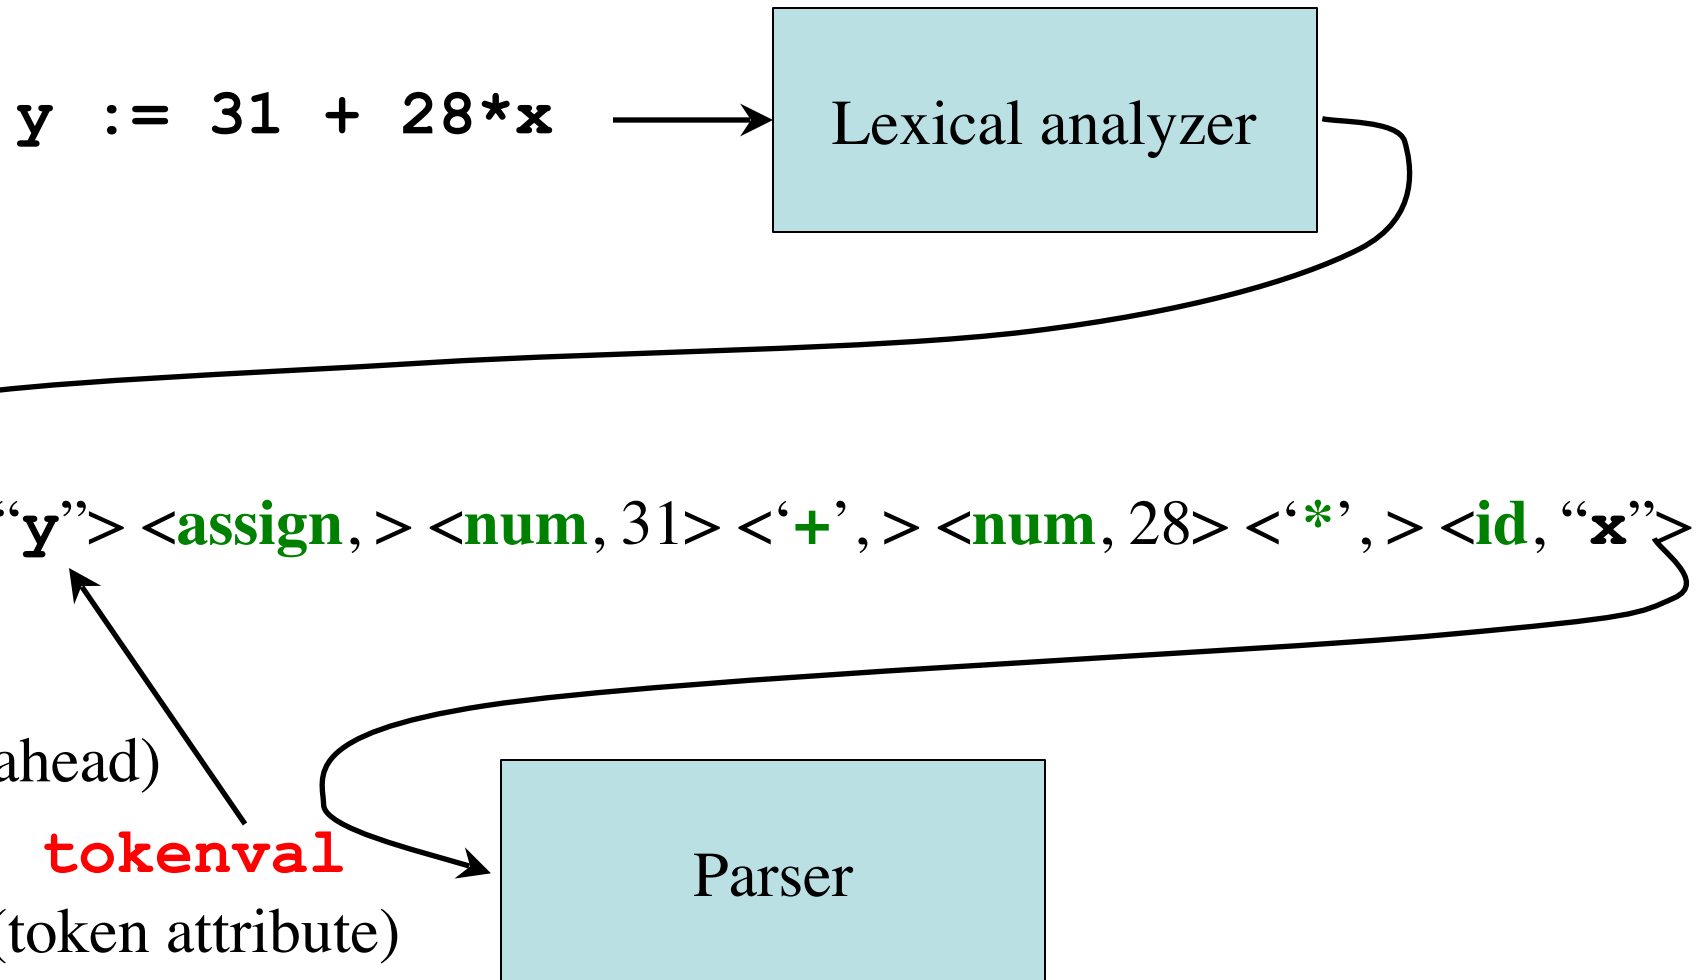 y := 31 + 28*x
Lexical analyzer
“y”> <assign, > <num, 31> <‘+’, > <num, 28> <‘*’, > <id, “x”>
ahead)
tokenval
(token attribute)
Parser